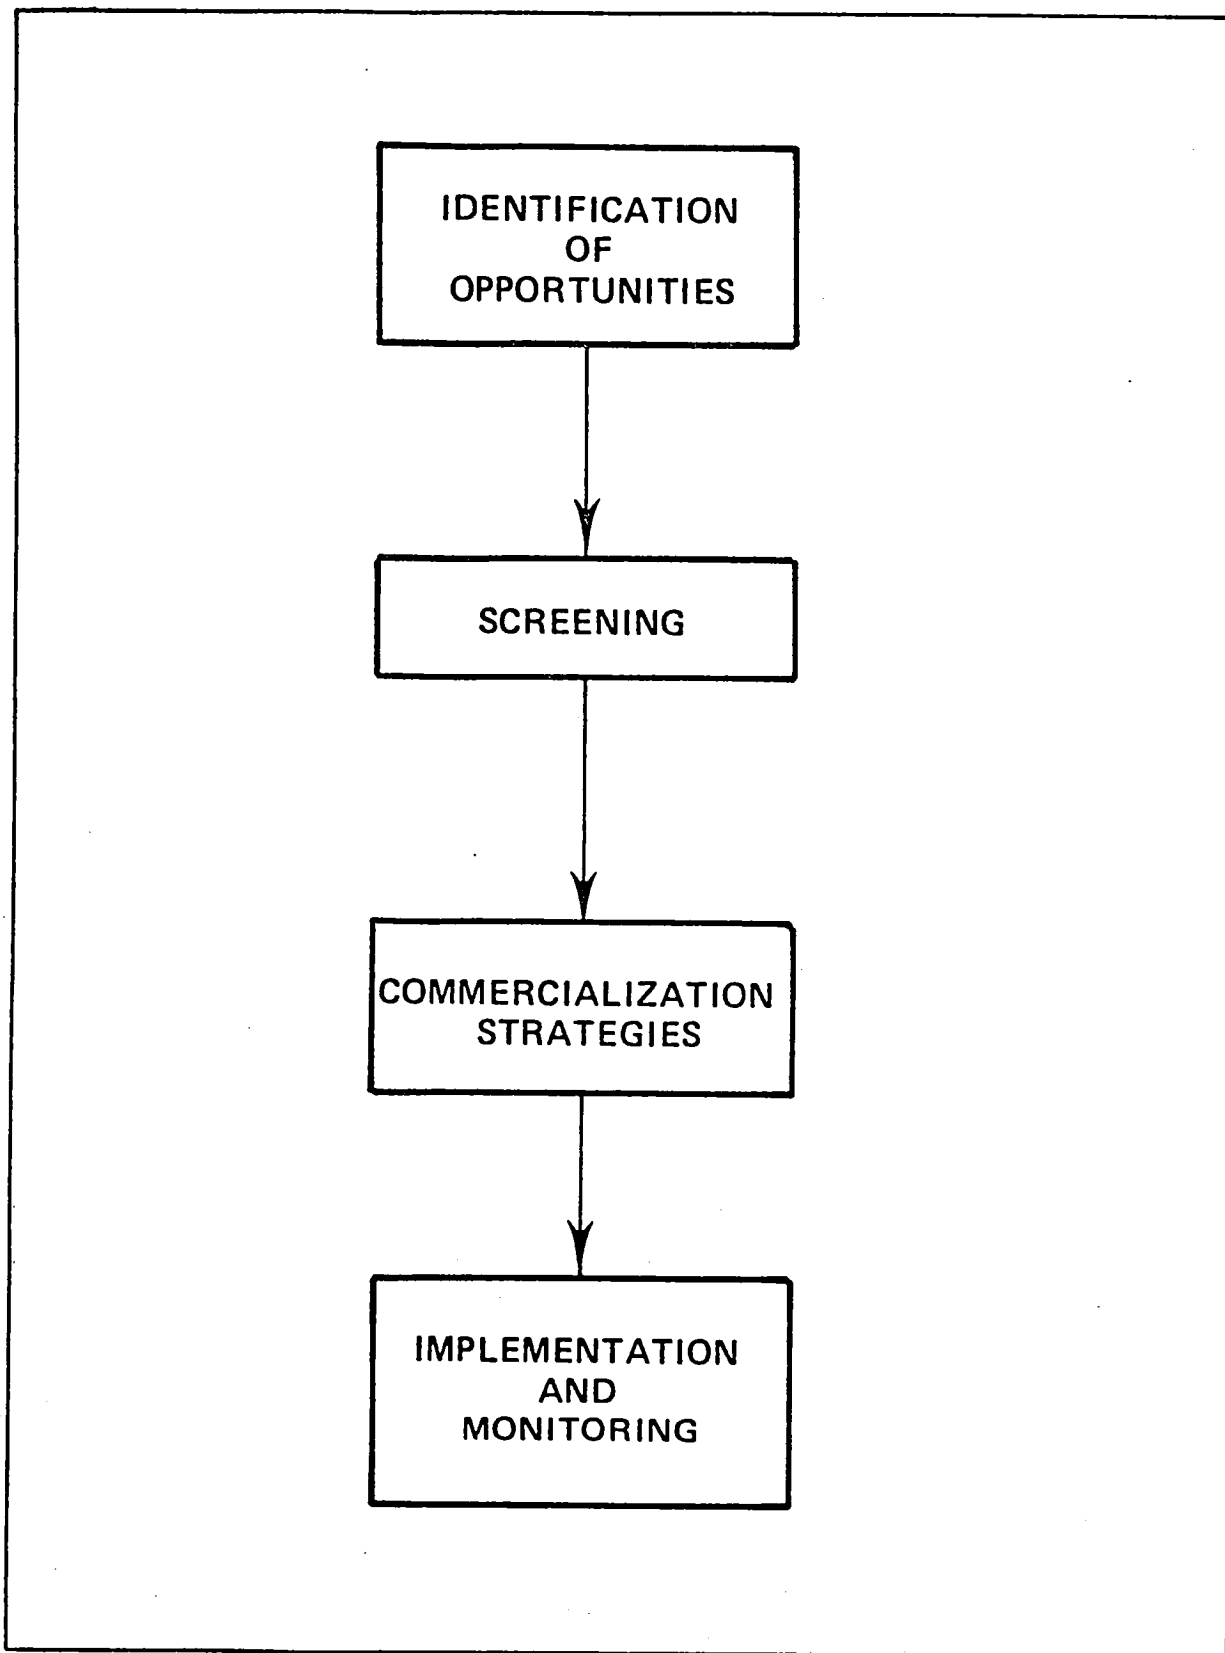 IDENTIFICATION
OF
OPPORTUNITIES
SCREENING
COMMERCIALIZATION
STRATEGIES
IMPLEMENTATION
AND
MONITORING